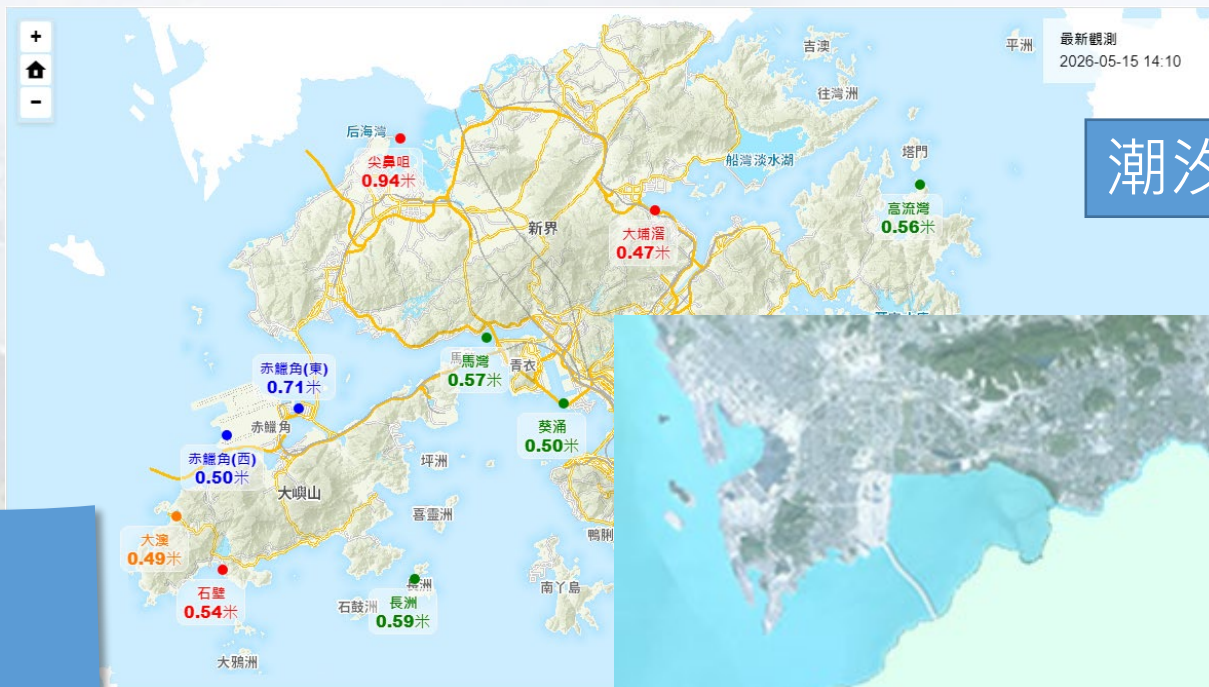 +
-
最新觀測
2026-05-15 14:10
吉澳
平洲
往灣洲
后海灣
尖鼻咀
0.94米
船灣淡水湖
塔門
潮汐
高流灣
0.56米
新界
大埔滘
0.47米
馬灣
0.57米
青衣
赤鱲角(東)
0.71米
赤鱲角
葵涌
0.50米
赤鱲角(西)
0.50米
坪洲
大嶼山
喜靈洲
鴨脷
大澳
0.49米
石壁
0.54米
石鼓洲
長洲
長洲
0.59米
南丫島
大鴉洲